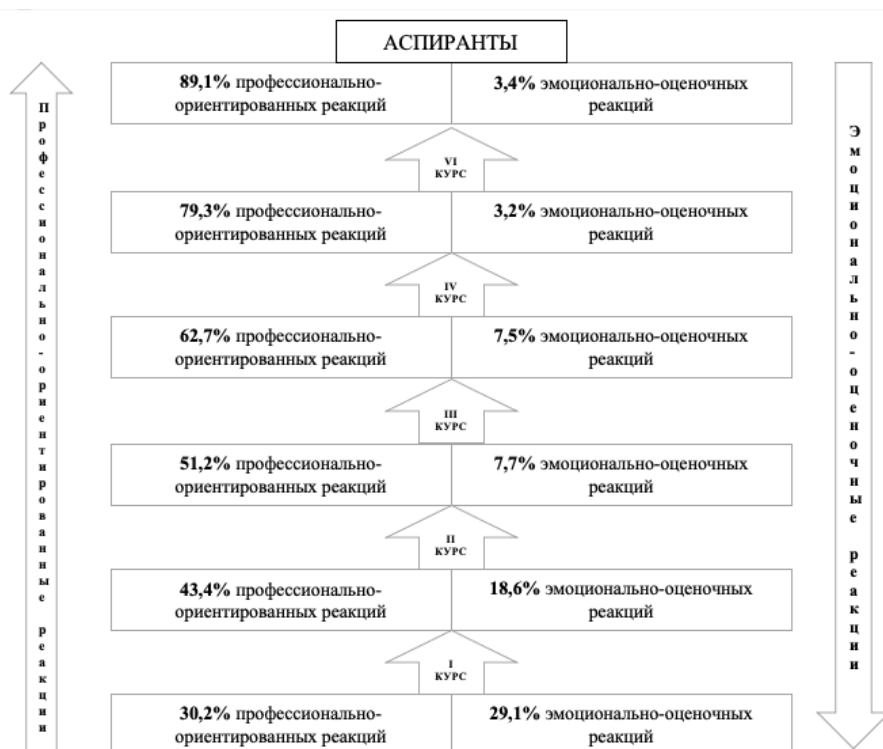 АСПИРАНТЫ
89,1% профессионально-
ориентированных реакций
3,4% эмоционально-оценочных
реакций
VI
КУРС
79,3% профессионально-
ориентированных реакций
3,2% эмоционально-оценочных
реакций
IV
КУРС
62,7% профессионально-
ориентированных реакций
7,5% эмоционально-оценочных
реакций
III
КУРС
51,2% профессионально-
ориентированных реакций
7,7% эмоционально-оценочных
реакций
II
КУРС
43,4% профессионально-
ориентированных реакций
18,6% эмоционально-оценочных
реакций
I
КУРС
30,2% профессионально-
ориентированных реакций
29,1% эмоционально-оценочных
реакций
Профессионально-ориентированные реакции
Эмоционально-оценочные реакции